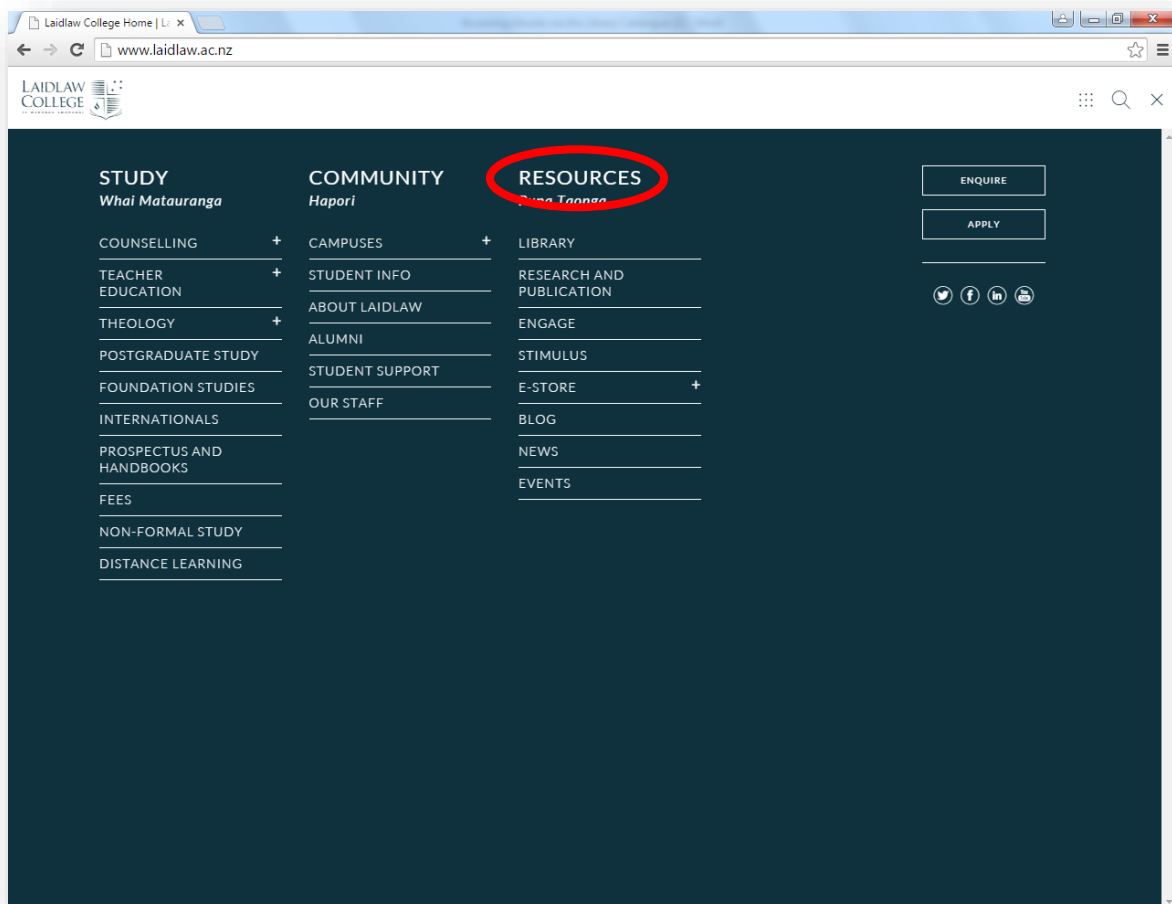 Laidlaw College Home | La
www.laidlaw.ac.nz
LAIDLAW
COLLEGE
STUDY
Whai Matauranga
COUNSELLING +
TEACHER +
EDUCATION
THEOLOGY +
POSTGRADUATE STUDY
FOUNDATION STUDIES
INTERNATIONALS
PROSPECTUS AND
HANDBOOKS
FEES
NON-FORMAL STUDY
DISTANCE LEARNING
COMMUNITY
Hapori
CAMPUSES +
STUDENT INFO
ABOUT LAIDLAW
ALUMNI
STUDENT SUPPORT
OUR STAFF
RESOURCES
Taonga
LIBRARY
RESEARCH AND
PUBLICATION
ENGAGE
STIMULUS
E-STORE +
BLOG
NEWS
EVENTS
ENQUIRE
APPLY